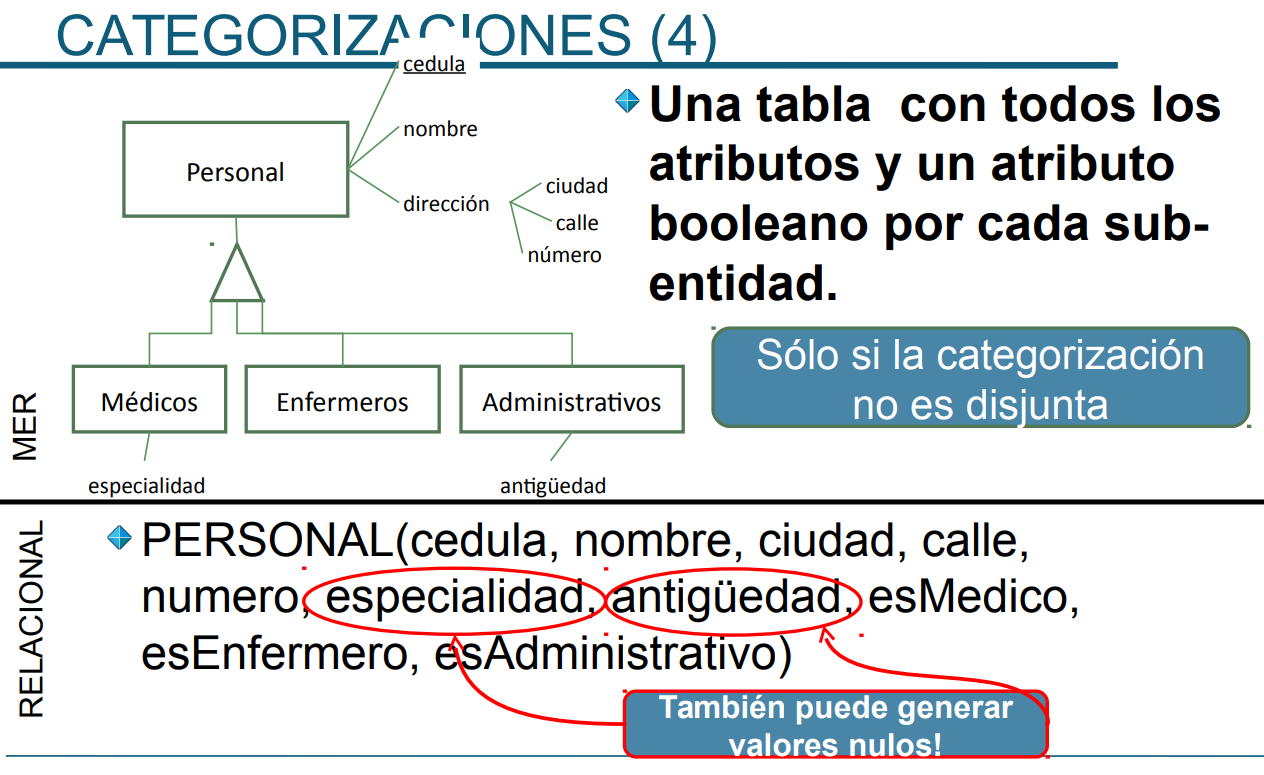 CATEGORIZACIONES (4)
cedula
nombre
dirección
ciudad
calle
número
Personal
Médicos
Enfermeros
Administrativos
especialidad
antigüedad
MER
Una tabla con todos los
atributos y un atributo
booleano por cada sub-
entidad.
Sólo si la categorización
no es disjunta
RELACIONAL
PERSONAL(cedula, nombre, ciudad, calle,
numero, especialidad, antigüedad, esMedico,
esEnfermero, esAdministrativo)
También puede generar
valores nulos!